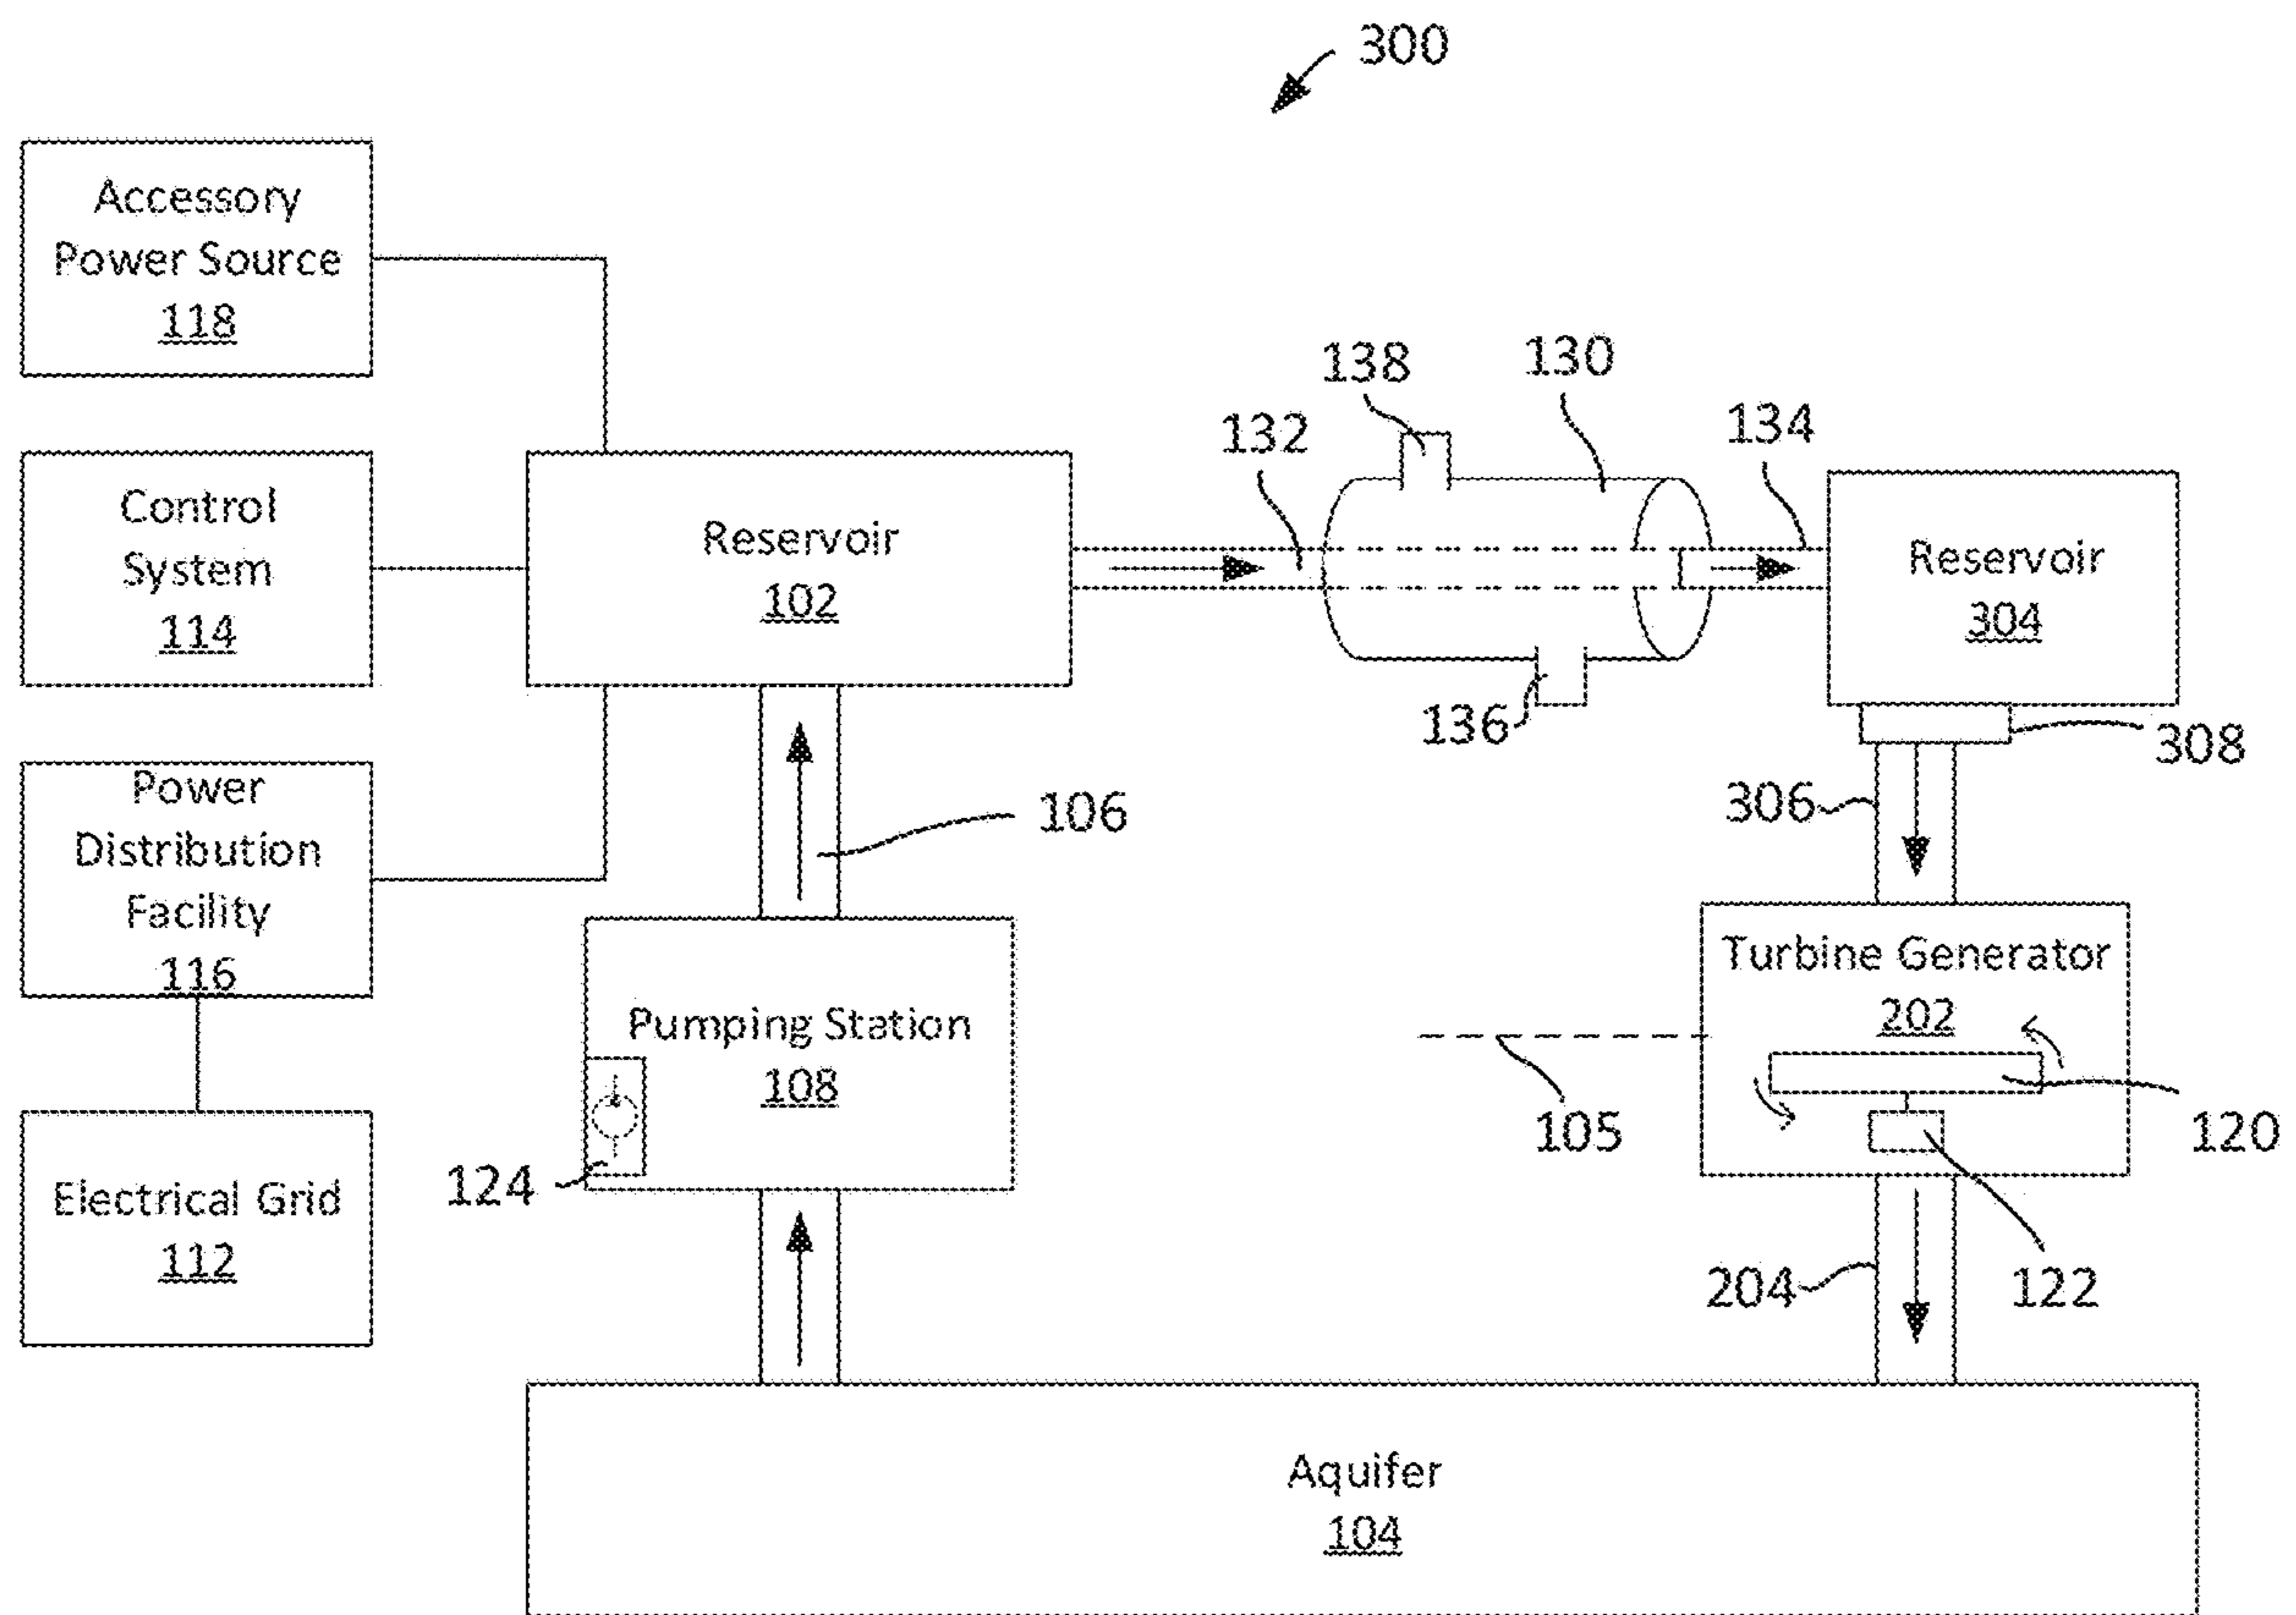 300
Accessory
Power Source
118
138
130
132
134
Control
System
114
Reservoir
102
Reservoir
304
136
308
Power
Distribution
Facility
116
106
306
Turbine Generator
202
Pumping Station
108
105
120
124
Electrical Grid
112
204
122
Aquifer
104